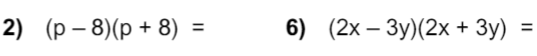 2) (p – 8)(p + 8) = 6) (2x – 3y)(2x + 3y) =